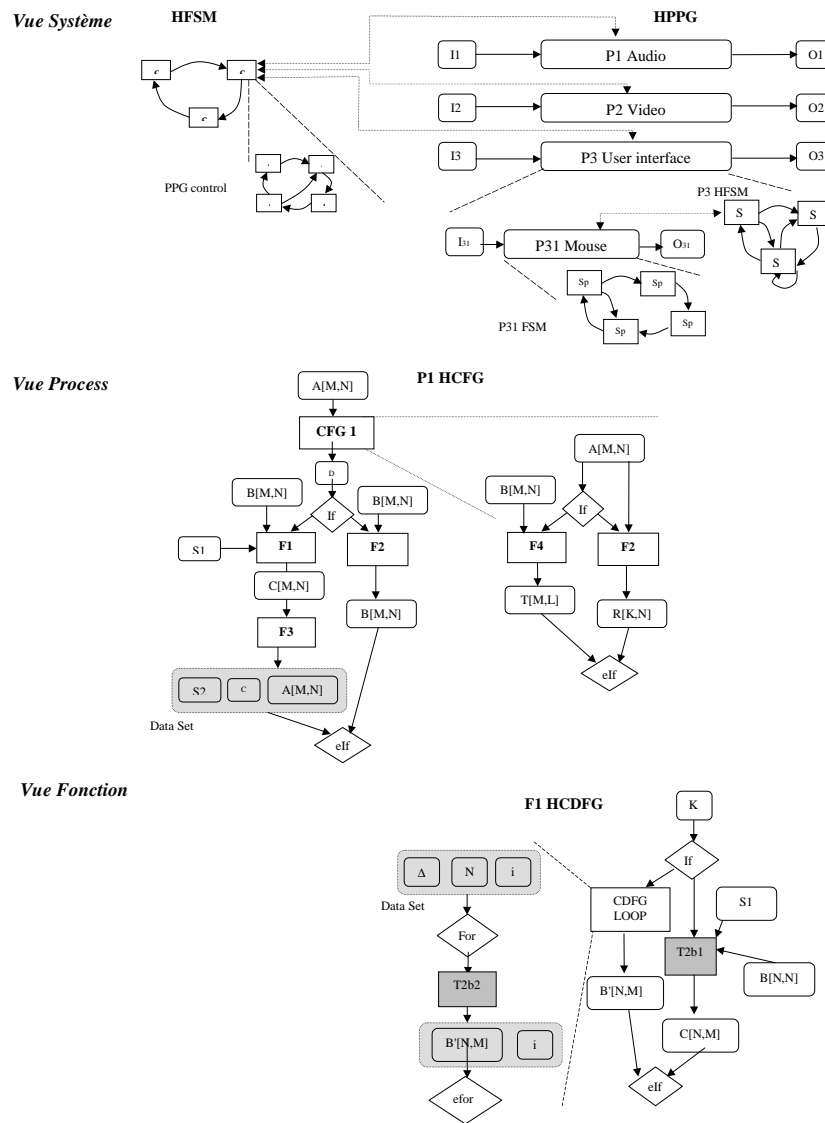 Vue Système
HFSM
HPPG
I1
P1 Audio
O1
I2
P2 Video
O2
I3
P3 User interface
O3
PPG control
P3 HFSM
S
S
S
I31
P31 Mouse
O31
Sp
Sp
Sp
Sp
P31 FSM
Vue Process
P1 HCFG
A[M,N]
CFG 1
D
If
B[M,N]
B[M,N]
S1
F1
F2
C[M,N]
B[M,N]
F3
S2
C
A[M,N]
Data Set
eIf
A[M,N]
B[M,N]
If
F4
F2
T[M,L]
R[K,N]
eIf
Vue Fonction
F1 HCDFG
K
If
Δ
N
i
Data Set
For
T2b2
B'[N,M]
i
efor
CDFG
LOOP
S1
T2b1
B[N,N]
B'[N,M]
C[N,M]
eIf